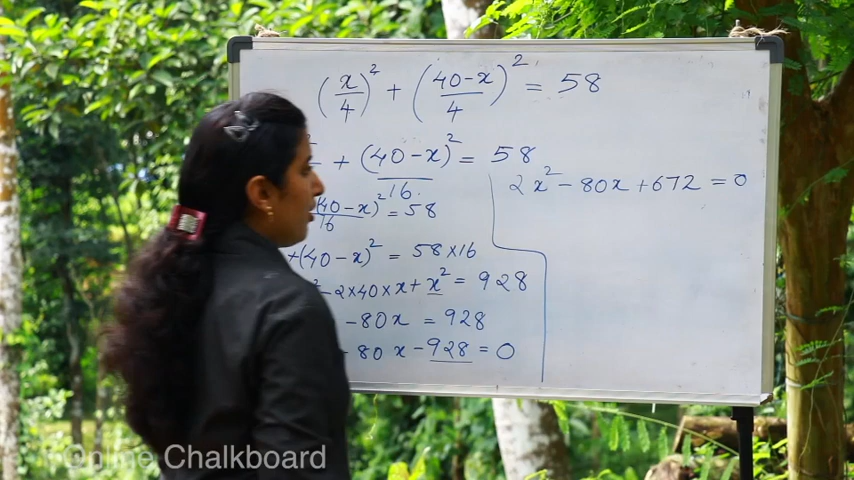 (x/4)² + ((40-x)/4)² = 58
+ (40-x)²/16 = 58
(40-x)²/16 = 58
+(40-x)² = 58×16
- 2×40×x + x² = 928
- 80x = 928
- 80x - 928 = 0
2x² - 80x + 672 = 0
Online Chalkboard